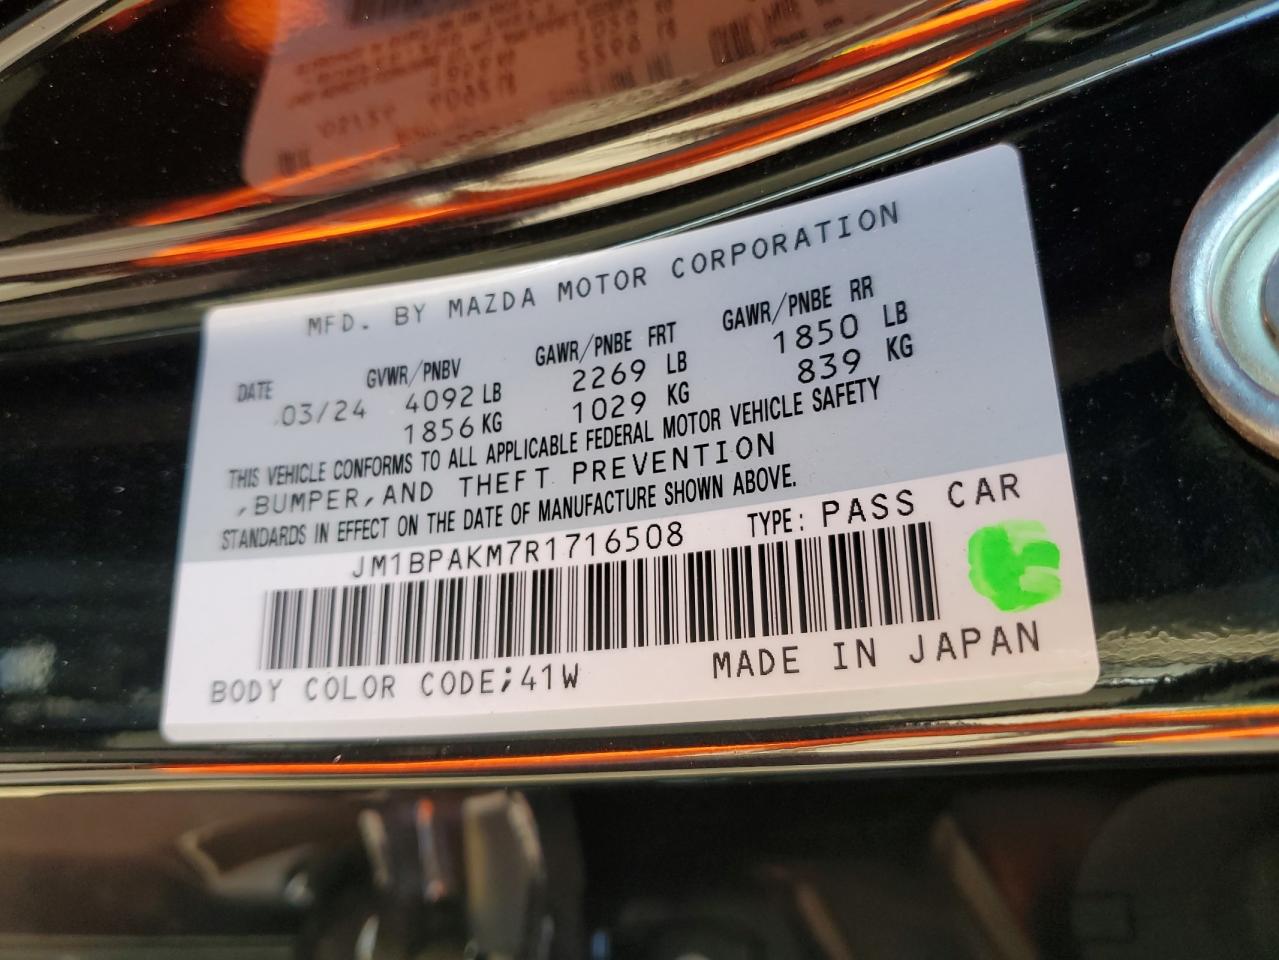 MFD. BY MAZDA MOTOR CORPORATION
DATE GVWR/PNBV GAWR/PNBE FRT GAWR/PNBE RR
03/24 4092 LB 2269 LB 1850 LB
1856 KG 1029 KG 839 KG
THIS VEHICLE CONFORMS TO ALL APPLICABLE FEDERAL MOTOR VEHICLE SAFETY
,BUMPER,AND THEFT PREVENTION
STANDARDS IN EFFECT ON THE DATE OF MANUFACTURE SHOWN ABOVE.
JM1BPAKM7R1716508 TYPE: PASS CAR
BODY COLOR CODE;41W MADE IN JAPAN